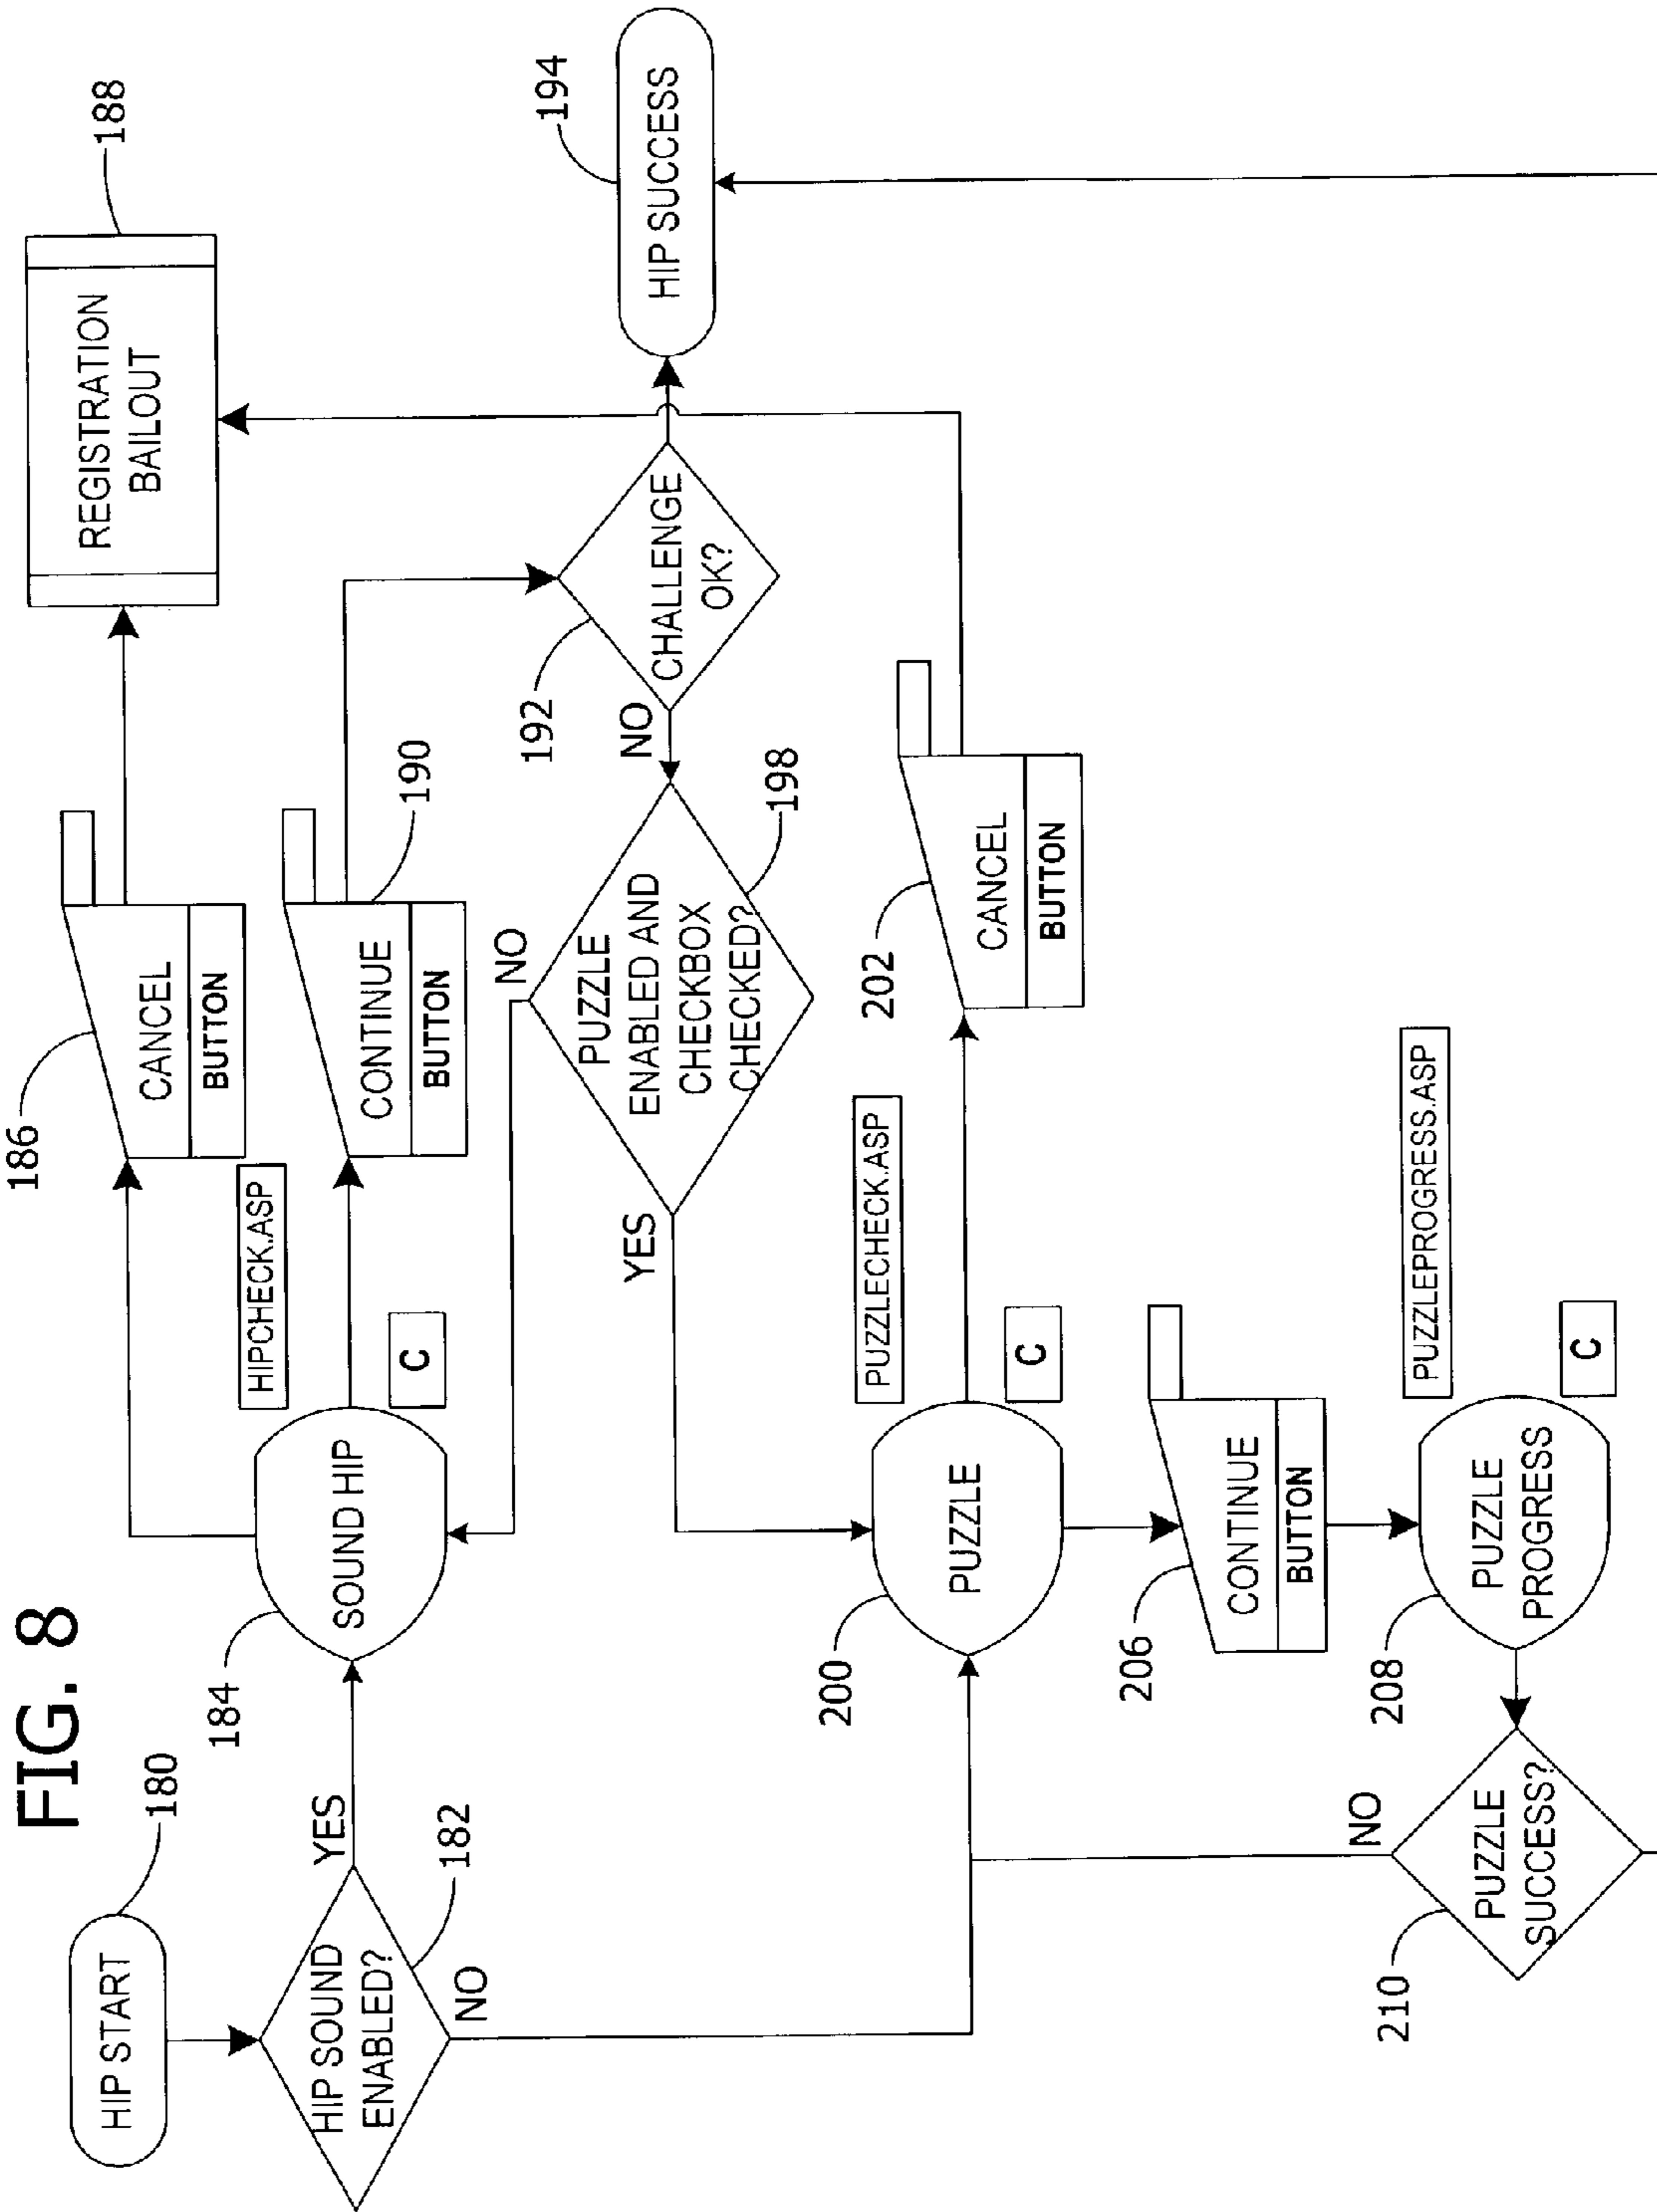 FIG. 8
HIP START
180
HIP SOUND
ENABLED?
182
YES
NO
184
SOUND HIP
HIPCHECK.ASP
C
186
CANCEL
BUTTON
CONTINUE
BUTTON
190
REGISTRATION
BAILOUT
188
192
CHALLENGE
OK?
NO
HIP SUCCESS
194
PUZZLE
ENABLED AND
CHECKBOX
CHECKED?
198
NO
YES
200
PUZZLE
PUZZLECHECK.ASP
C
202
CANCEL
BUTTON
206
CONTINUE
BUTTON
208
PUZZLE
PROGRESS
PUZZLEPROGRESS.ASP
C
210
PUZZLE
SUCCESS?
NO